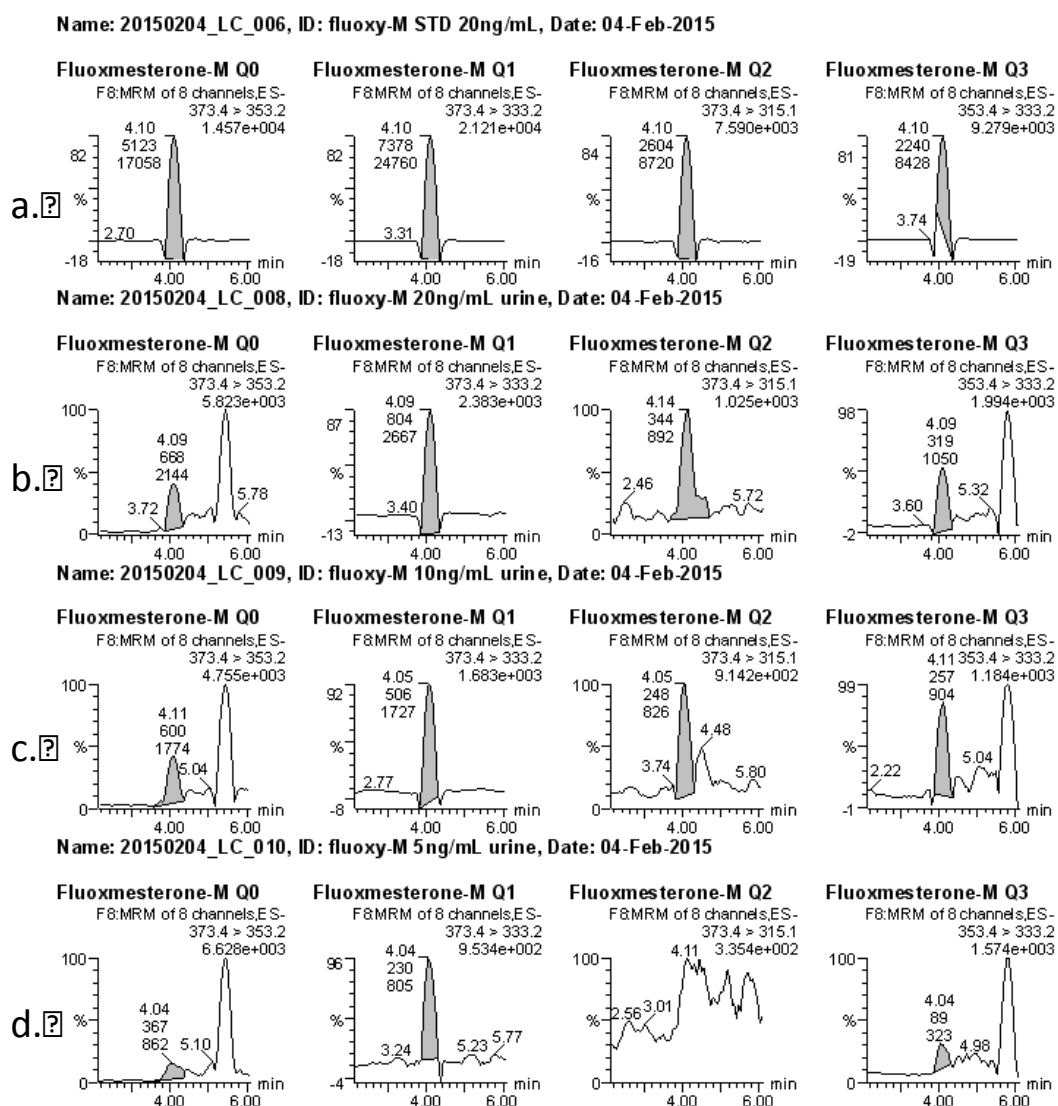 Name: 20150204_LC_006, ID: fluoxy-M STD 20ng/mL, Date: 04-Feb-2015
Fluoxmesterone-M Q0 Fluoxmesterone-M Q1 Fluoxmesterone-M Q2 Fluoxmesterone-M Q3
F8:MRM of 8 channels,ES- F8:MRM of 8 channels,ES- F8:MRM of 8 channels,ES- F8:MRM of 8 channels,ES-
373.4 > 353.2 373.4 > 333.2 373.4 > 315.1 353.4 > 333.2
1.457e+004 2.121e+004 7.590e+003 9.279e+003
4.10 4.10 4.10 4.10
82 5123 82 7378 84 2604 81 2240
17058 24760 8720 8428
a. % % % %
2.70 3.31 3.74
-18 -18 -16 -19
min min min min
4.00 6.00 4.00 6.00 4.00 6.00 4.00 6.00
Name: 20150204_LC_008, ID: fluoxy-M 20ng/mL urine, Date: 04-Feb-2015
Fluoxmesterone-M Q0 Fluoxmesterone-M Q1 Fluoxmesterone-M Q2 Fluoxmesterone-M Q3
F8:MRM of 8 channels,ES- F8:MRM of 8 channels,ES- F8:MRM of 8 channels,ES- F8:MRM of 8 channels,ES-
373.4 > 353.2 373.4 > 333.2 373.4 > 315.1 353.4 > 333.2
5.823e+003 2.383e+003 1.025e+003 1.994e+003
100 4.09 4.14 98
87 804 100 344 4.09
4.09 2667 892 319
668 1050
2144
b. % % % %
3.72 5.78 3.40 2.46 5.72 3.60 5.32
0 -13 0 -2
min min min min
4.00 6.00 4.00 6.00 4.00 6.00 4.00 6.00
Name: 20150204_LC_009, ID: fluoxy-M 10ng/mL urine, Date: 04-Feb-2015
Fluoxmesterone-M Q0 Fluoxmesterone-M Q1 Fluoxmesterone-M Q2 Fluoxmesterone-M Q3
F8:MRM of 8 channels,ES- F8:MRM of 8 channels,ES- F8:MRM of 8 channels,ES- F8:MRM of 8 channels,ES-
373.4 > 353.2 373.4 > 333.2 373.4 > 315.1 4.11 353.4 > 333.2
4.755e+003 1.683e+003 9.142e+002 257 1.184e+003
100 4.05 4.05 99 904
92 506 100 248
4.11 1727 826
600
1774
c. % % % %
5.04 2.77 3.74 4.48 5.80 2.22 5.04
0 -8 0 -1
min min min min
4.00 6.00 4.00 6.00 4.00 6.00 4.00 6.00
Name: 20150204_LC_010, ID: fluoxy-M 5ng/mL urine, Date: 04-Feb-2015
Fluoxmesterone-M Q0 Fluoxmesterone-M Q1 Fluoxmesterone-M Q2 Fluoxmesterone-M Q3
F8:MRM of 8 channels,ES- F8:MRM of 8 channels,ES- F8:MRM of 8 channels,ES- F8:MRM of 8 channels,ES-
373.4 > 353.2 373.4 > 333.2 373.4 > 315.1 353.4 > 333.2
6.628e+003 9.534e+002 3.354e+002 1.574e+003
100 96 4.04 100 4.11 100
230
805
4.04 4.04
367 89
862 323
d. % % % %
5.10 3.24 5.23 5.77 2.56 3.01 4.98
0 -4 0 0
min min min min
4.00 6.00 4.00 6.00 4.00 6.00 4.00 6.00